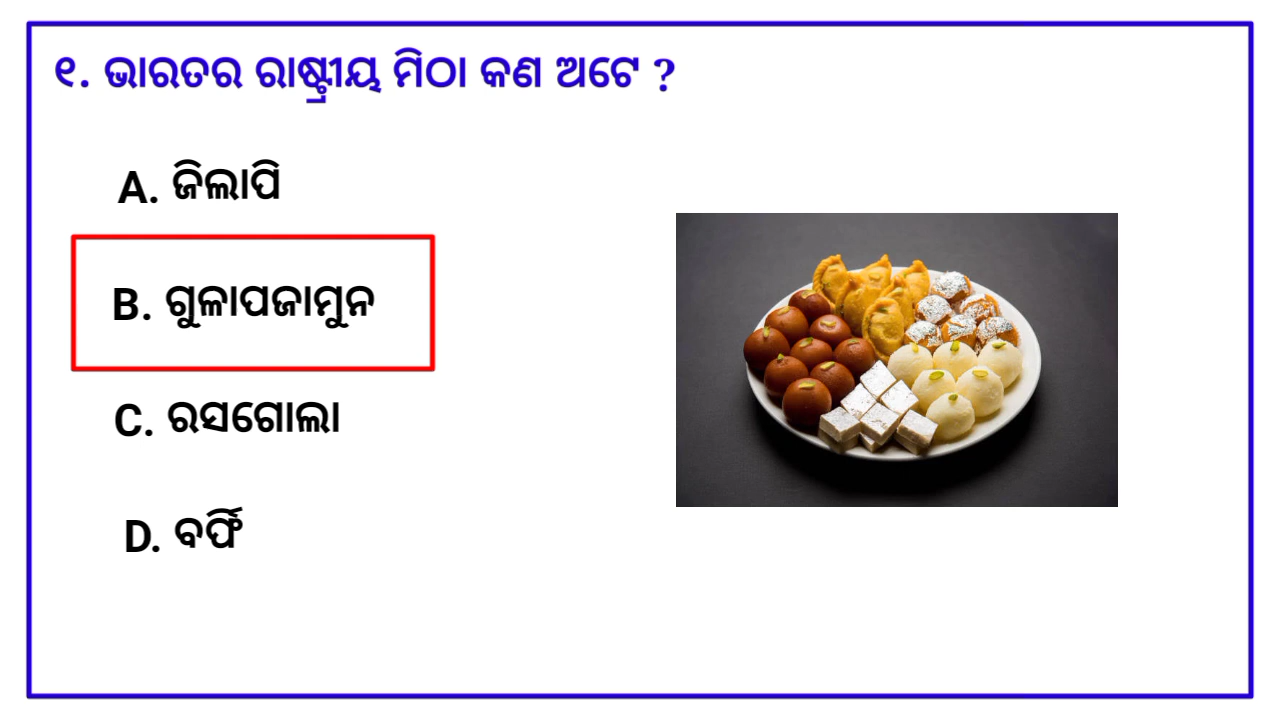 ୧. ଭାରତର ରାଷ୍ଟ୍ରୀୟ ମିଠା କଣ ଅଟେ ?
A. ଜିଲାପି
B. ଗୁଳାପଜାମୁନ
C. ରସଗୋଲା
D. ବର୍ଫି